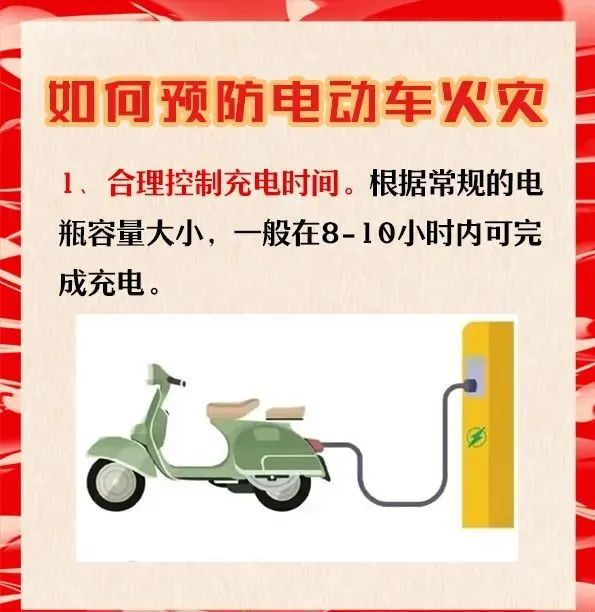 如何预防电动车火灾
1、合理控制充电时间。根据常规的电
瓶容量大小，一般在8-10小时内可完
成充电。